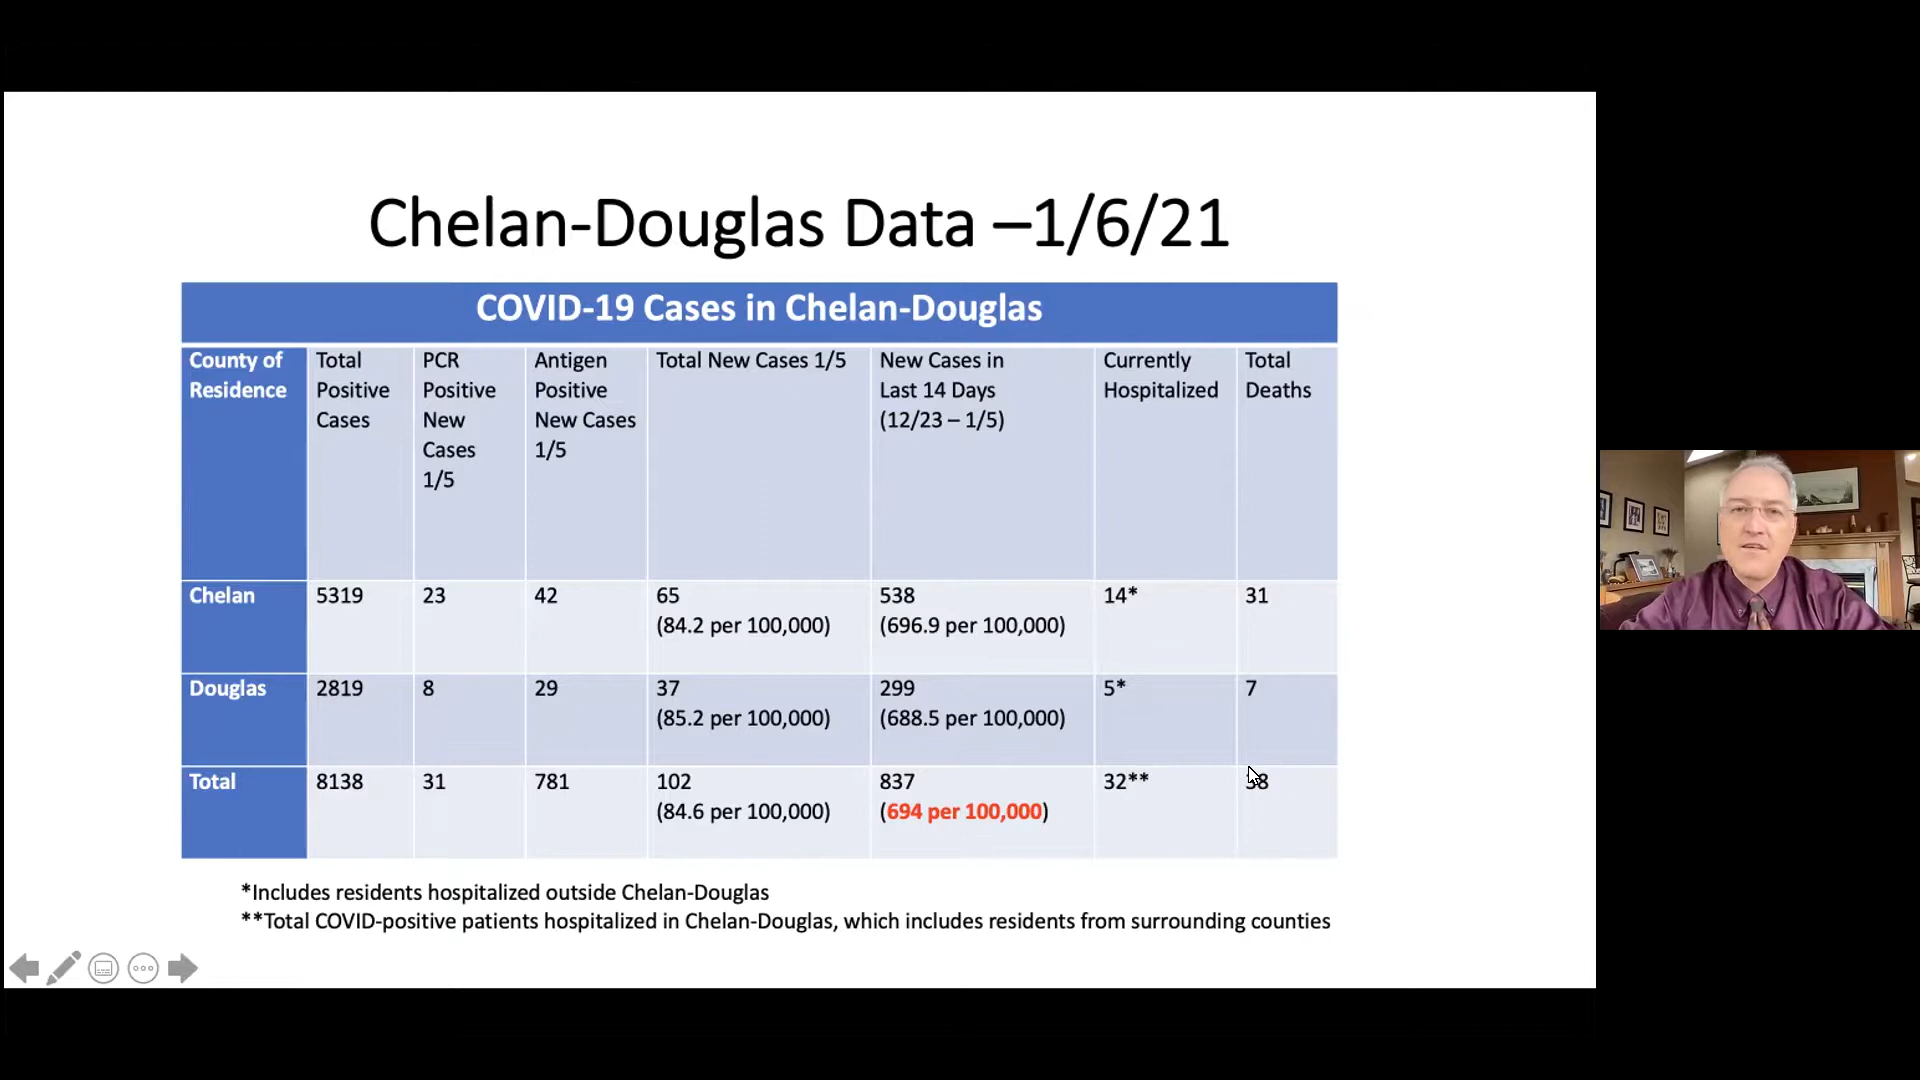 Chelan-Douglas Data –1/6/21
COVID-19 Cases in Chelan-Douglas
County of Residence
Total Positive Cases
PCR Positive New Cases 1/5
Antigen Positive New Cases 1/5
Total New Cases 1/5
New Cases in Last 14 Days (12/23 – 1/5)
Currently Hospitalized
Total Deaths
Chelan
5319
23
42
65
(84.2 per 100,000)
538
(696.9 per 100,000)
14*
31
Douglas
2819
8
29
37
(85.2 per 100,000)
299
(688.5 per 100,000)
5*
7
Total
8138
31
781
102
(84.6 per 100,000)
837
(694 per 100,000)
32**
38
*Includes residents hospitalized outside Chelan-Douglas
**Total COVID-positive patients hospitalized in Chelan-Douglas, which includes residents from surrounding counties